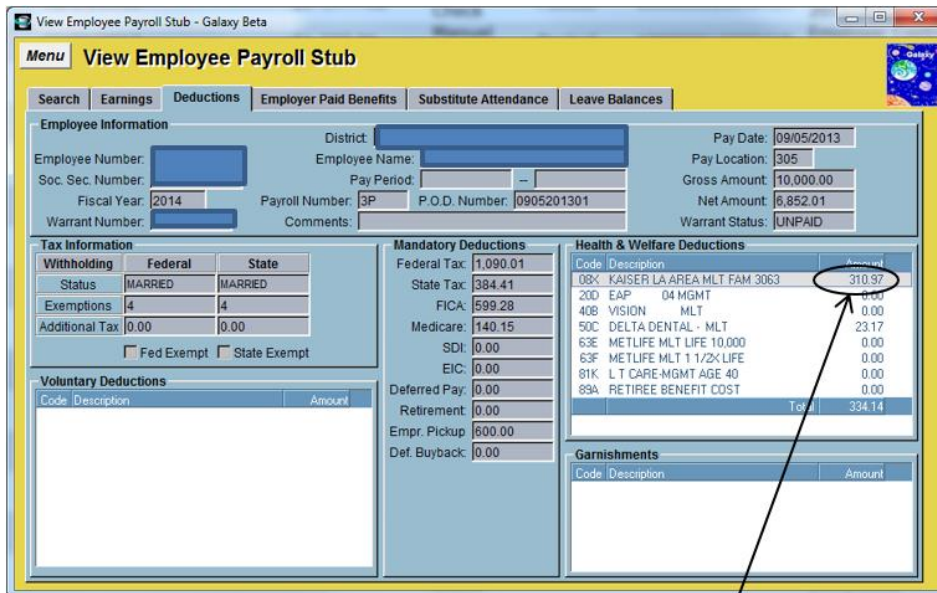 View Employee Payroll Stub - Galaxy Beta
Menu View Employee Payroll Stub
Galaxy
Search Earnings Deductions Employer Paid Benefits Substitute Attendance Leave Balances
Employee Information
District: Pay Date: 09/05/2013
Employee Number: Employee Name: Pay Location: 305
Soc. Sec. Number: Pay Period: -- Gross Amount: 10,000.00
Fiscal Year: 2014 Payroll Number: 3P P.O.D. Number: 0905201301 Net Amount: 6,852.01
Warrant Number: Comments: Warrant Status: UNPAID
Tax Information
Withholding Federal State
Status MARRIED MARRIED
Exemptions 4 4
Additional Tax 0.00 0.00
Fed Exempt State Exempt
Voluntary Deductions
Code Description Amount
Mandatory Deductions
Federal Tax: 1,090.01
State Tax: 384.41
FICA: 599.28
Medicare: 140.15
SDI: 0.00
EIC: 0.00
Deferred Pay: 0.00
Retirement: 0.00
Empr. Pickup 600.00
Def. Buyback: 0.00
Health & Welfare Deductions
Code Description Amount
08X KAISER LA AREA MLT FAM 3063 310.97
20D EAP 04 MGMT 0.00
40B VISION MLT 0.00
50C DELTA DENTAL - MLT 23.17
63E METLIFE MLT LIFE 10,000 0.00
63F METLIFE MLT 1 1/2X LIFE 0.00
81K L T CARE-MGMT AGE 40 0.00
89A RETIREE BENEFIT COST 0.00
Total 334.14
Garnishments
Code Description Amount